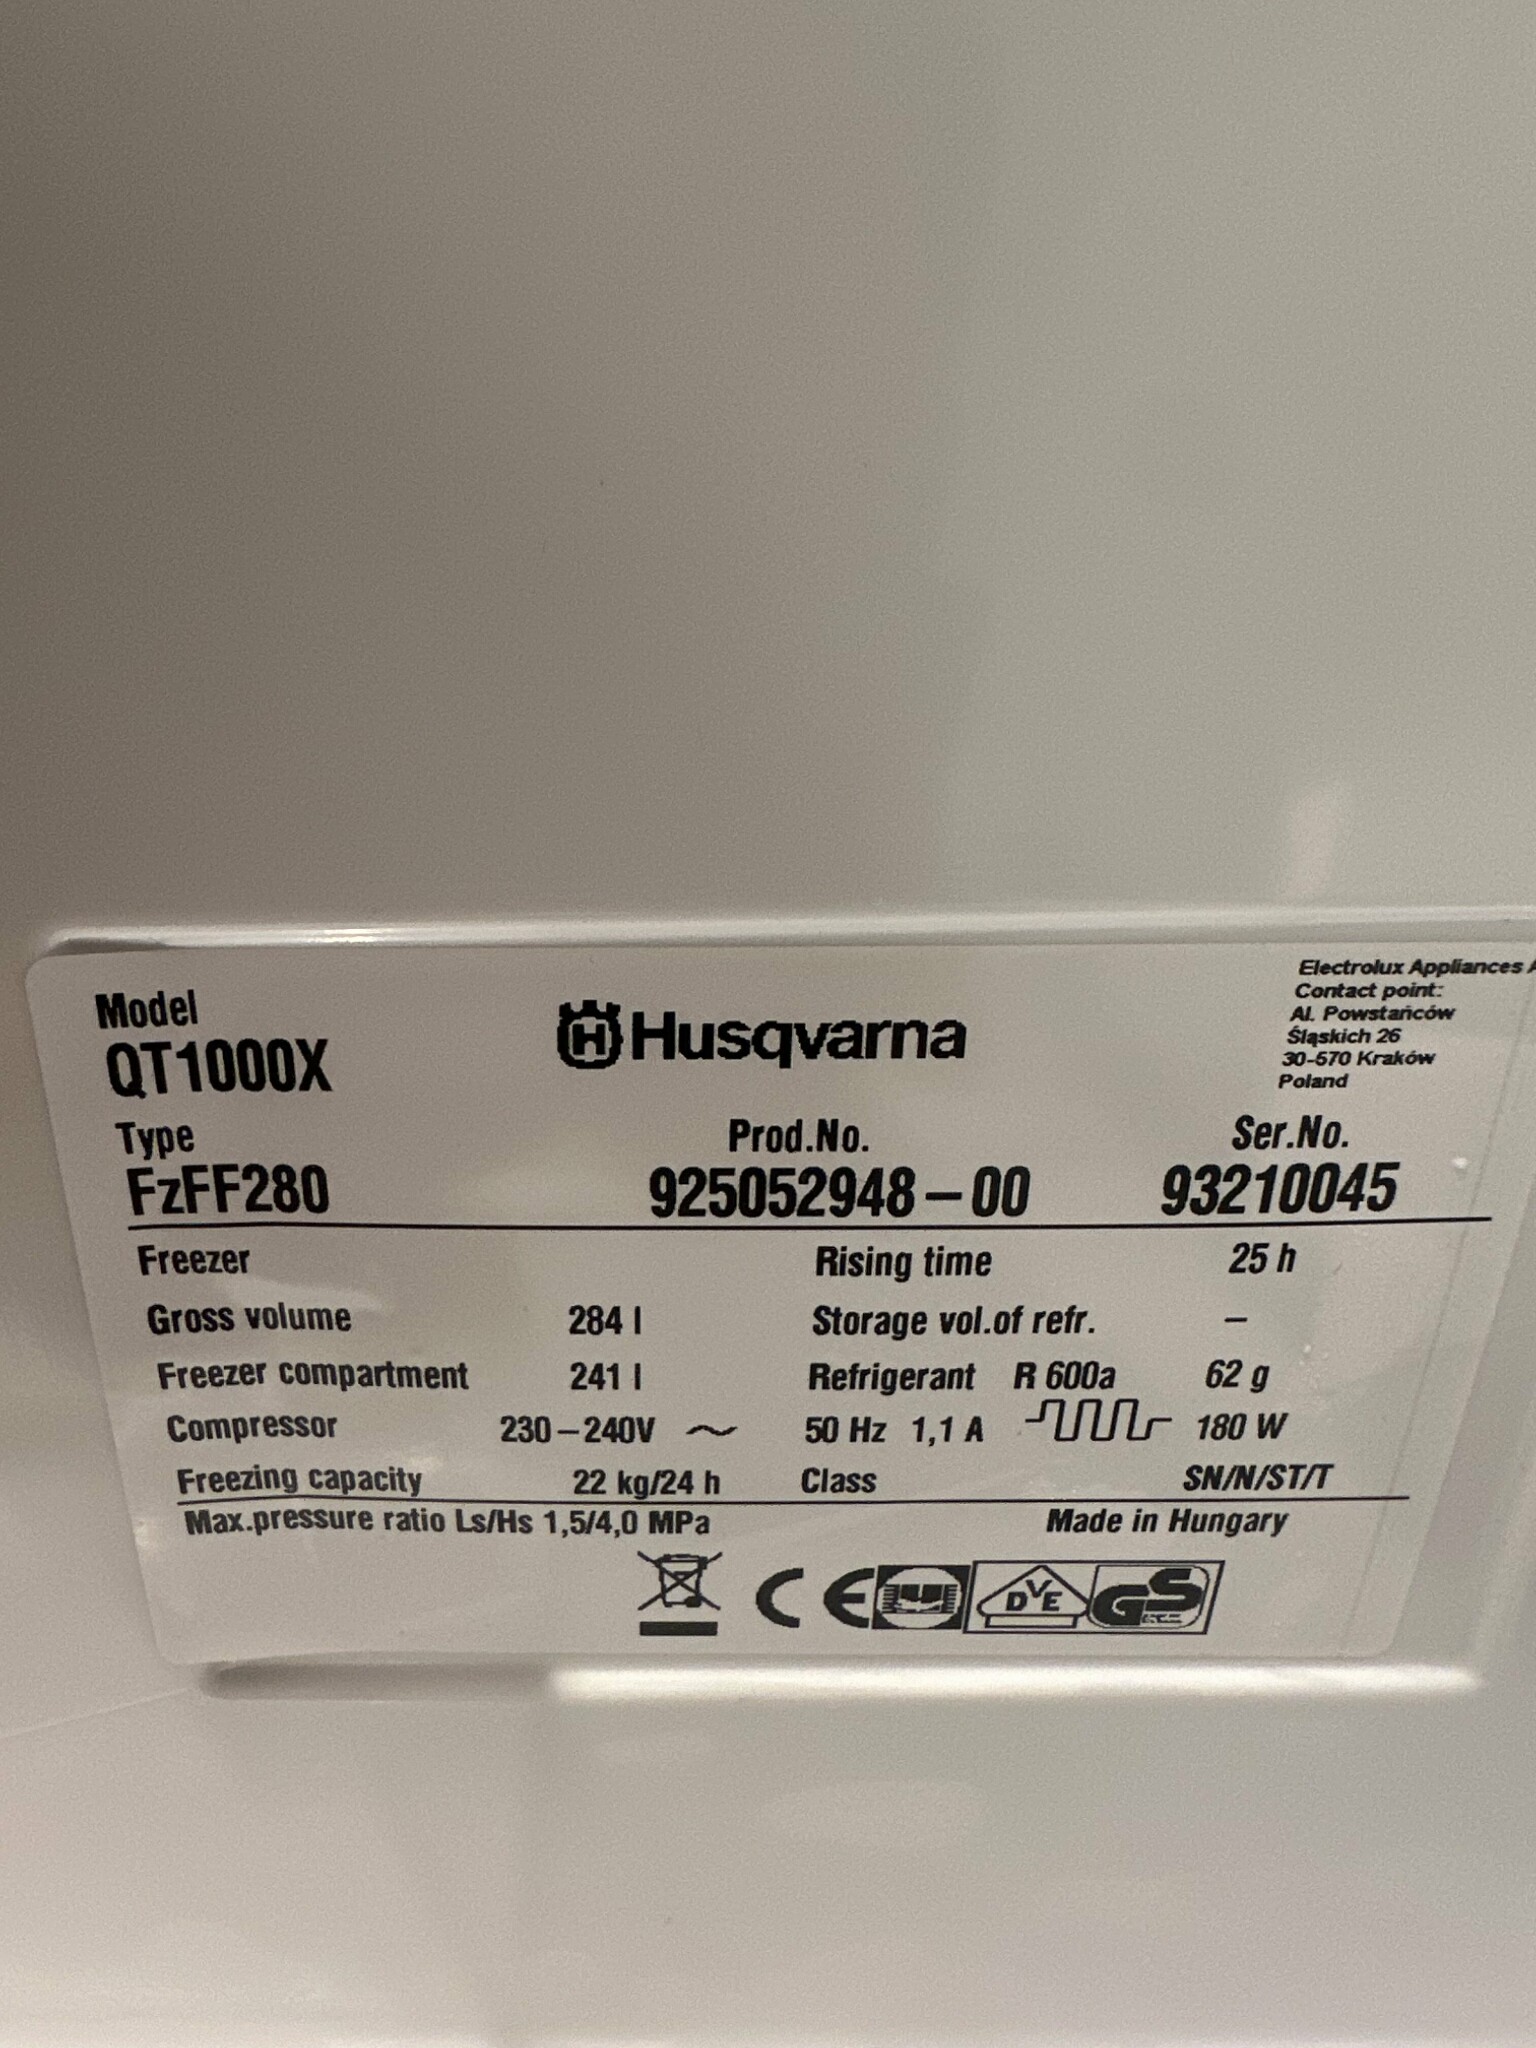 Electrolux Appliances
Contact point:
Al. Powstańców
Śląskich 26
30-570 Kraków
Poland
Model
QT1000X
Husqvarna
Type
FzFF280
Prod.No.
925052948-00
Ser.No.
93210045
Freezer
Rising time 25 h
Gross volume 284 l
Storage vol.of refr. –
Freezer compartment 241 l
Refrigerant R 600a 62 g
Compressor 230–240V ~ 50 Hz 1,1 A 180 W
Freezing capacity 22 kg/24 h
Class SN/N/ST/T
Max.pressure ratio Ls/Hs 1,5/4,0 MPa
Made in Hungary
CE
DVE
GS